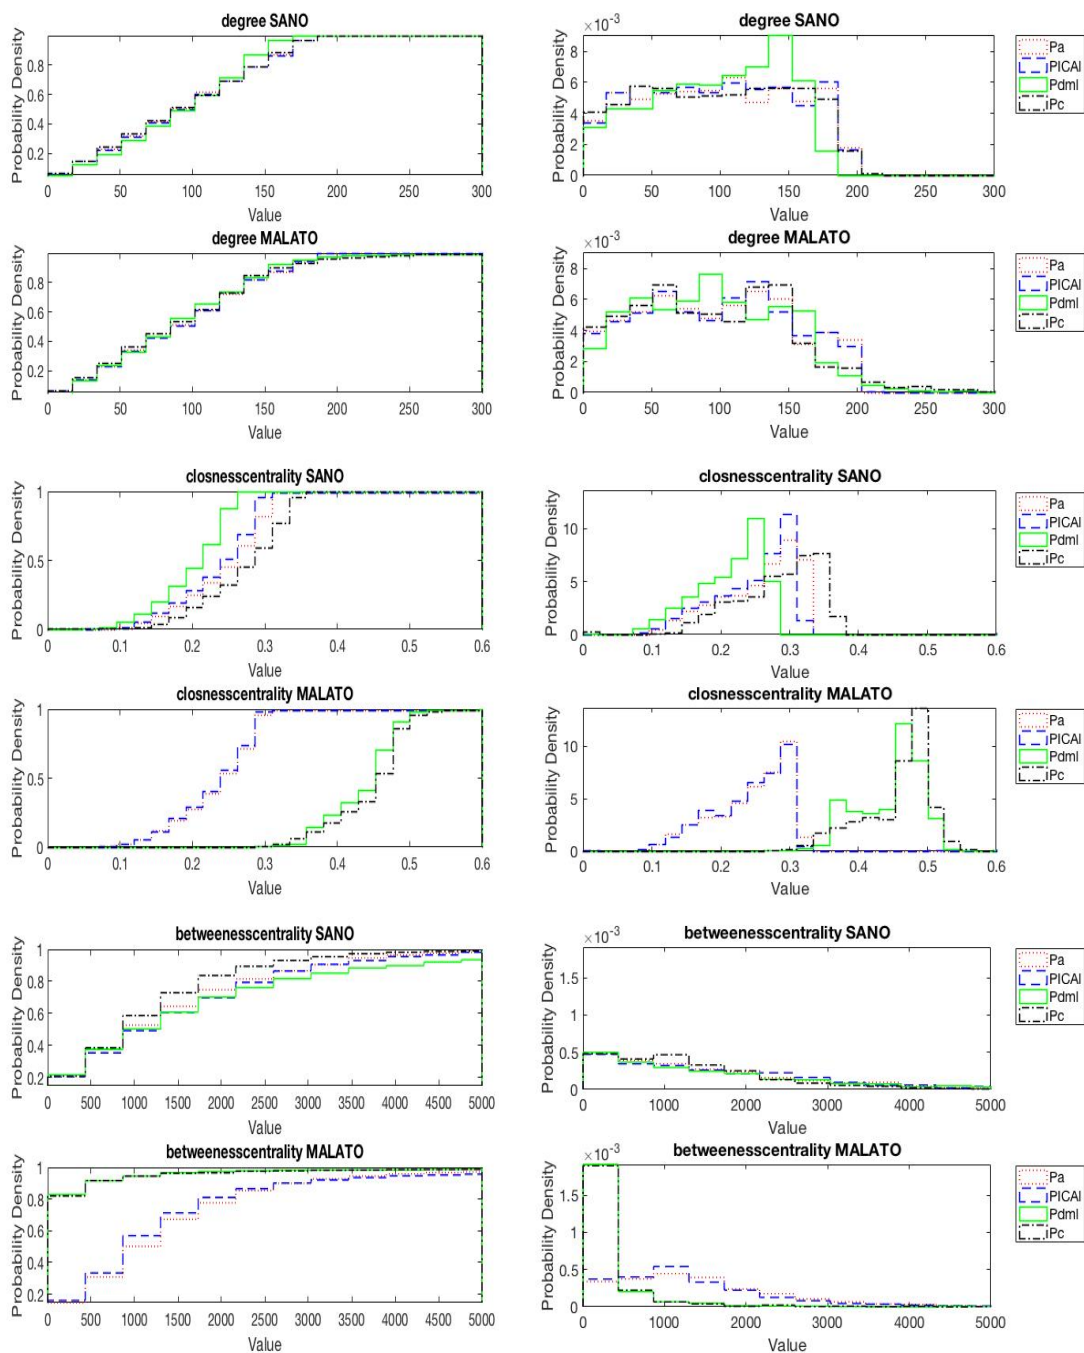 degree SANO
Probability Density
0.8
0.6
0.4
0.2
0 50 100 150 200 250 300
Value
degree SANO
×10⁻³
Probability Density
8
6
4
2
0
0 50 100 150 200 250 300
Value
Pa
PICAl
Pdml
Pc
degree MALATO
Probability Density
0.8
0.6
0.4
0.2
0 50 100 150 200 250 300
Value
degree MALATO
×10⁻³
Probability Density
8
6
4
2
0
0 50 100 150 200 250 300
Value
Pa
PICAl
Pdml
Pc
closnesscentrality SANO
Probability Density
1
0.5
0
0 0.1 0.2 0.3 0.4 0.5 0.6
Value
closnesscentrality SANO
Probability Density
10
5
0
0 0.1 0.2 0.3 0.4 0.5 0.6
Value
Pa
PICAl
Pdml
Pc
closnesscentrality MALATO
Probability Density
1
0.5
0
0 0.1 0.2 0.3 0.4 0.5 0.6
Value
closnesscentrality MALATO
Probability Density
10
5
0
0 0.1 0.2 0.3 0.4 0.5 0.6
Value
Pa
PICAl
Pdml
Pc
betweenesscentrality SANO
Probability Density
1
0.8
0.6
0.4
0.2
0 500 1000 1500 2000 2500 3000 3500 4000 4500 5000
Value
betweenesscentrality SANO
×10⁻³
Probability Density
1.5
1
0.5
0
0 1000 2000 3000 4000 5000
Value
Pa
PICAl
Pdml
Pc
betweenesscentrality MALATO
Probability Density
1
0.8
0.6
0.4
0.2
0 500 1000 1500 2000 2500 3000 3500 4000 4500 5000
Value
betweenesscentrality MALATO
×10⁻³
Probability Density
1.5
1
0.5
0
0 1000 2000 3000 4000 5000
Value
Pa
PICAl
Pdml
Pc